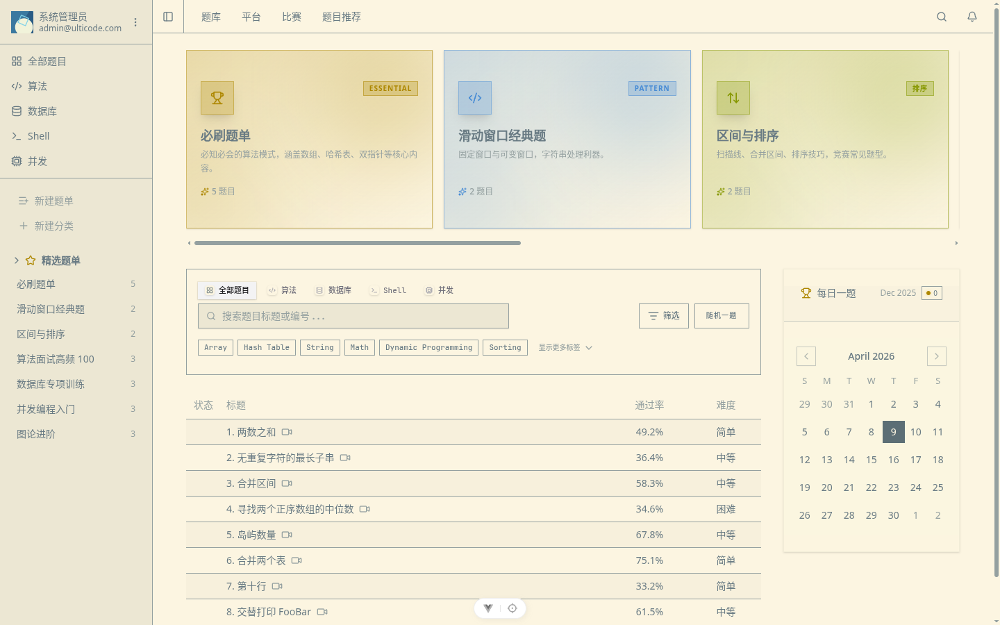 系统管理员
admin@ulticode.com
全部题目
算法
数据库
Shell
并发
新建题单
新建分类
精选题单
必刷题单 5
滑动窗口经典题 2
区间与排序 2
算法面试高频 100 3
数据库专项训练 3
并发编程入门 3
图论进阶 3
题库 平台 比赛 题目推荐
ESSENTIAL
必刷题单
必知必会的算法模式，涵盖数组、哈希表、双指针等核心内
容。
5 题目
PATTERN
滑动窗口经典题
固定窗口与可变窗口，字符串处理利器。
2 题目
排序
区间与排序
扫描线、合并区间、排序技巧，竞赛常见题型。
2 题目
全部题目 算法 数据库 Shell 并发
搜索题目标题或编号 ...
筛选 随机一题
Array Hash Table String Math Dynamic Programming Sorting 显示更多标签
状态 标题 通过率 难度
1. 两数之和 49.2% 简单
2. 无重复字符的最长子串 36.4% 中等
3. 合并区间 58.3% 中等
4. 寻找两个正序数组的中位数 34.6% 困难
5. 岛屿数量 67.8% 中等
6. 合并两个表 75.1% 简单
7. 第十行 33.2% 简单
8. 交替打印 FooBar 61.5% 中等
每日一题 Dec 2025 0
April 2026
S M T W T F S
29 30 31 1 2 3 4
5 6 7 8 9 10 11
12 13 14 15 16 17 18
19 20 21 22 23 24 25
26 27 28 29 30 1 2